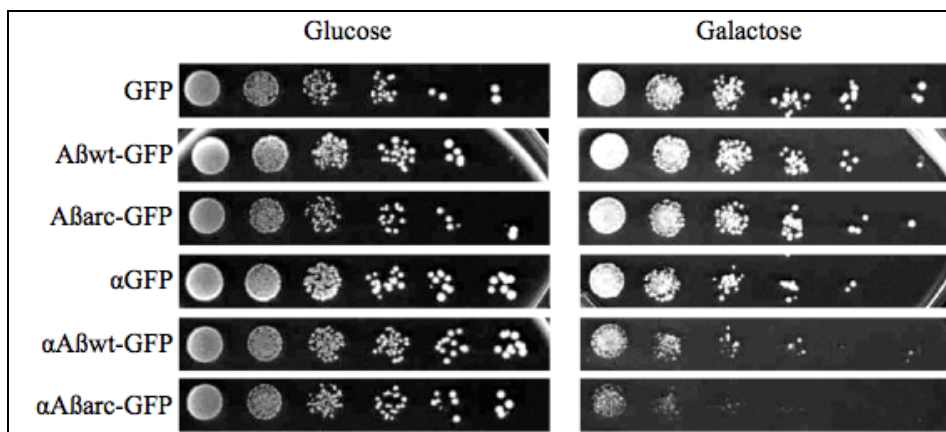 Glucose Galactose
GFP
Aßwt-GFP
Aßarc-GFP
αGFP
αAßwt-GFP
αAßarc-GFP